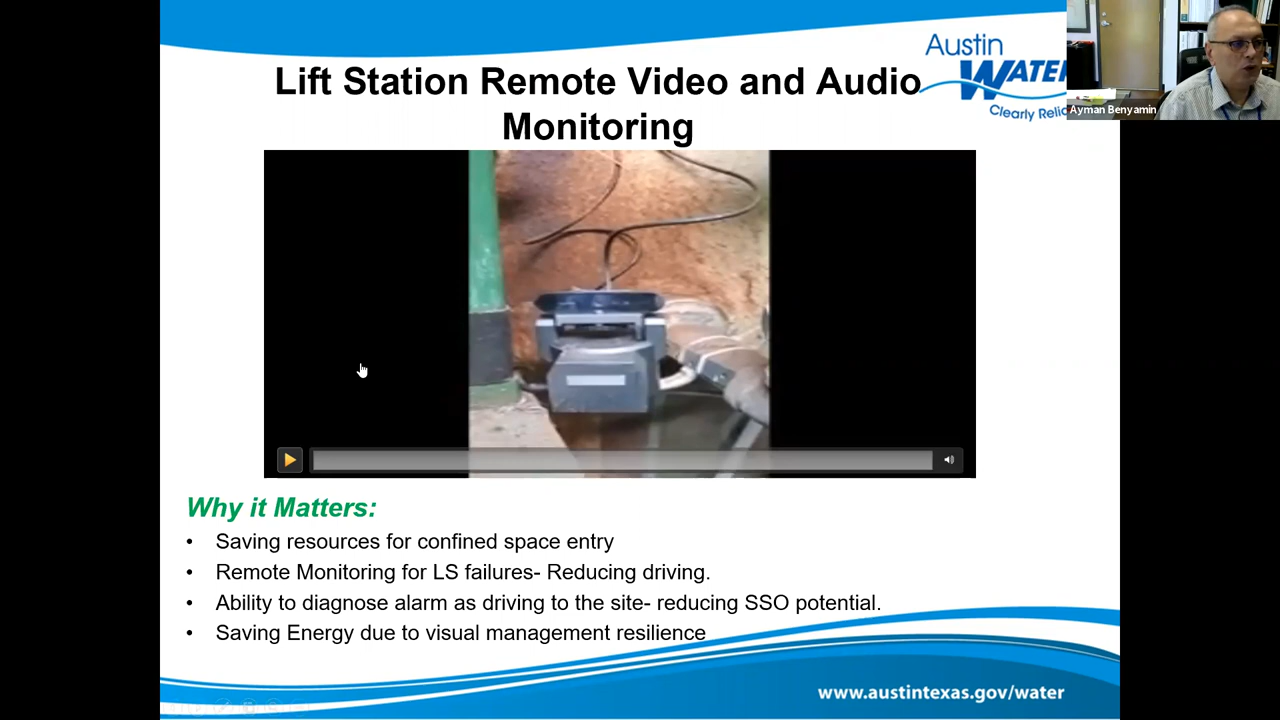 Lift Station Remote Video and Audio
Monitoring
Austin
WATER
Clearly Relia
Ayman Benyamin
Why it Matters:
• Saving resources for confined space entry
• Remote Monitoring for LS failures- Reducing driving.
• Ability to diagnose alarm as driving to the site- reducing SSO potential.
• Saving Energy due to visual management resilience
www.austintexas.gov/water